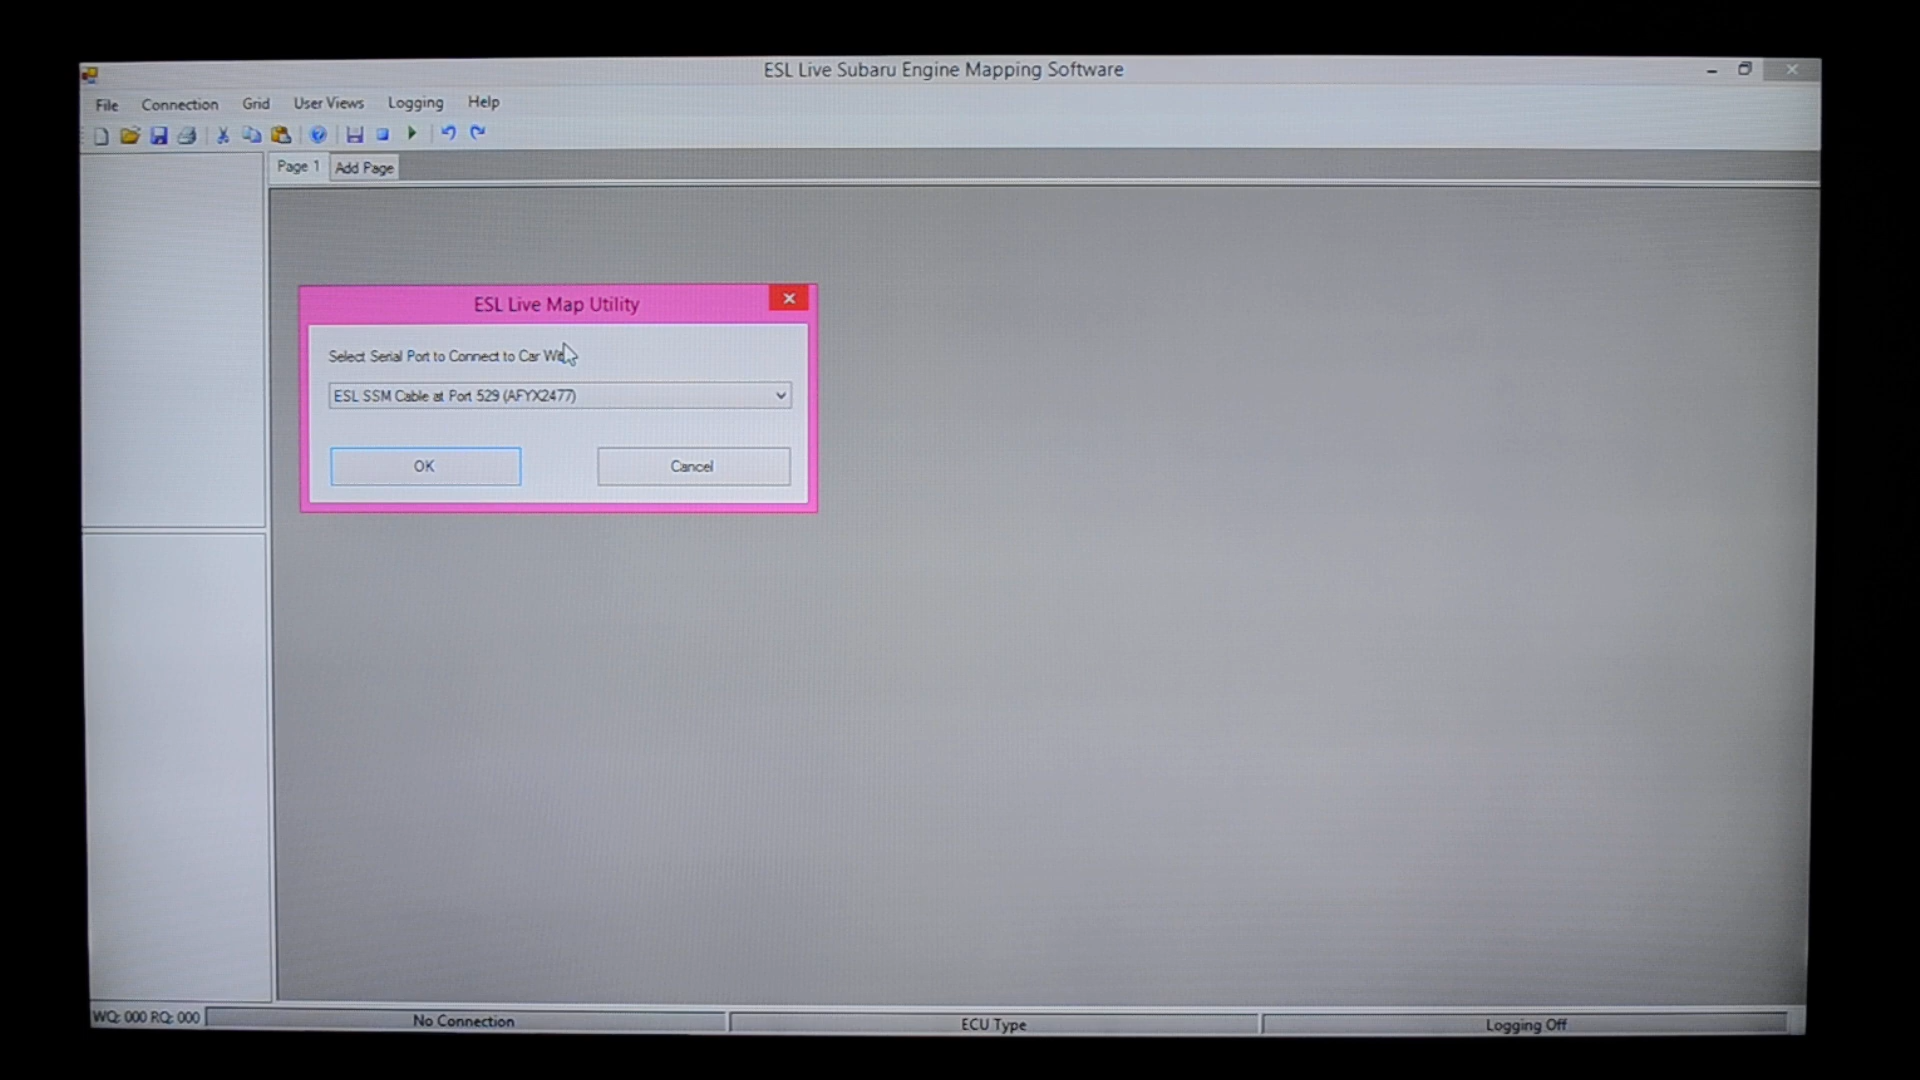 ESL Live Subaru Engine Mapping Software
File Connection Grid User Views Logging Help
Page 1 Add Page
ESL Live Map Utility
Select Serial Port to Connect to Car
ESL SSM Cable at Port 529 (AFYX2477)
OK Cancel
WQ: 000 RQ: 000 No Connection ECU Type Logging Off